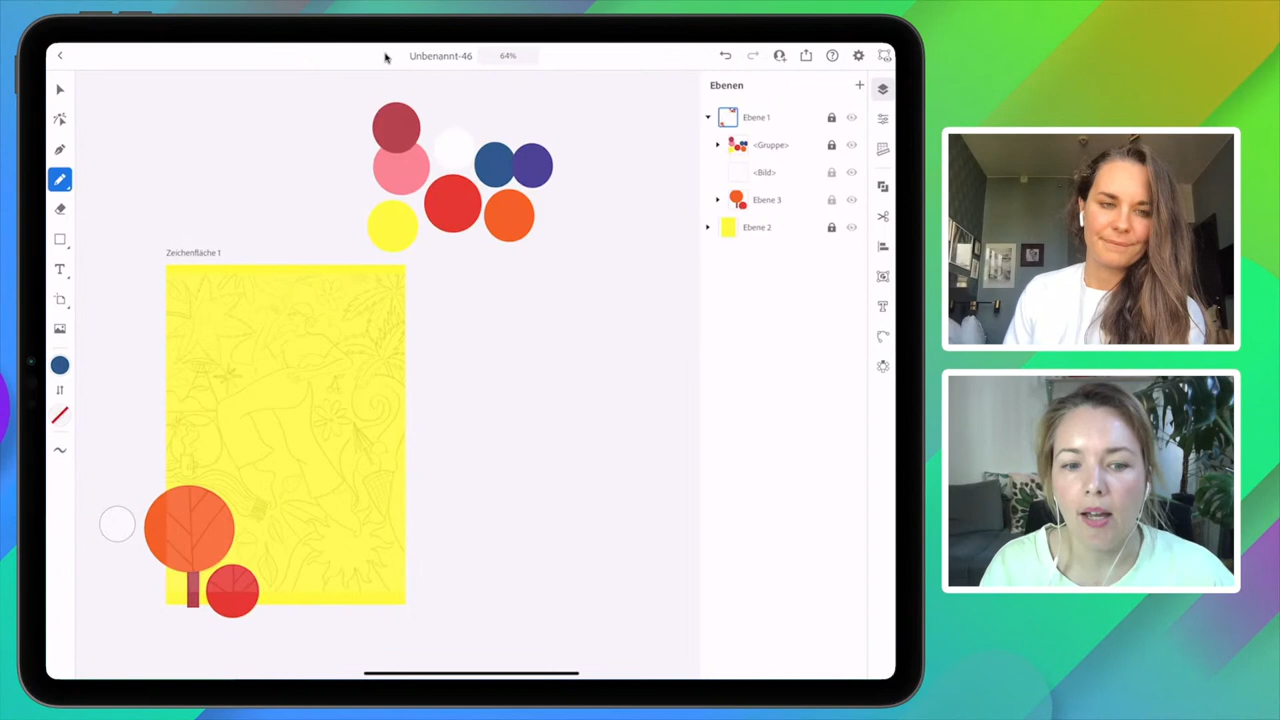 Unbenannt-46
64%
Ebenen
Ebene 1
<Gruppe>
<Bild>
Ebene 3
Ebene 2
Zeichenfläche 1